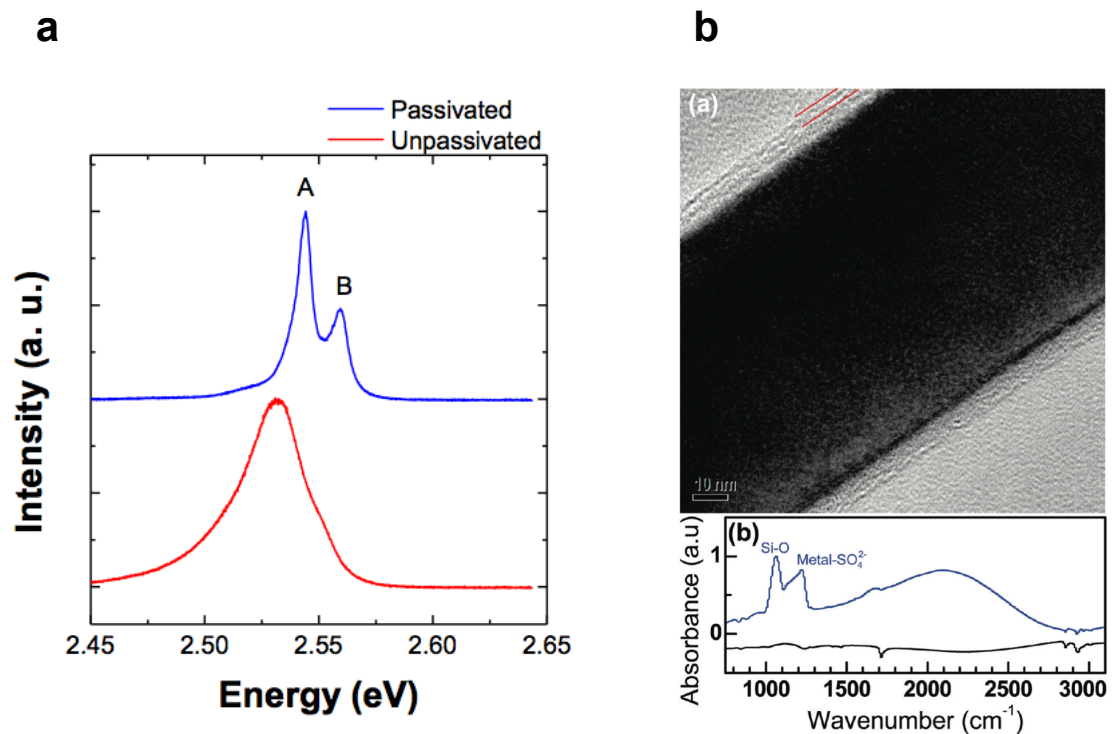 a
b
Passivated
Unpassivated
A
B
Intensity (a. u.)
2.45 2.50 2.55 2.60 2.65
Energy (eV)
(a)
10 nm
(b)
Si-O
Metal-SO₄²⁻
1
0
Absorbance (a.u)
1000 1500 2000 2500 3000
Wavenumber (cm⁻¹)